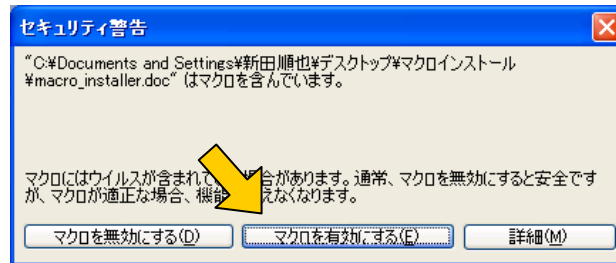 セキュリティ警告
"C:¥Documents and Settings¥新田順也¥デスクトップ¥マクロインストール
¥macro_installer.doc" はマクロを含んでいます。
マクロにはウイルスが含まれて 場合があります。通常、マクロを無効にすると安全です
が、マクロが適正な場合、機能 えなくなります。
マクロを無効にする(D)
マクロを有効にする(E)
詳細(M)